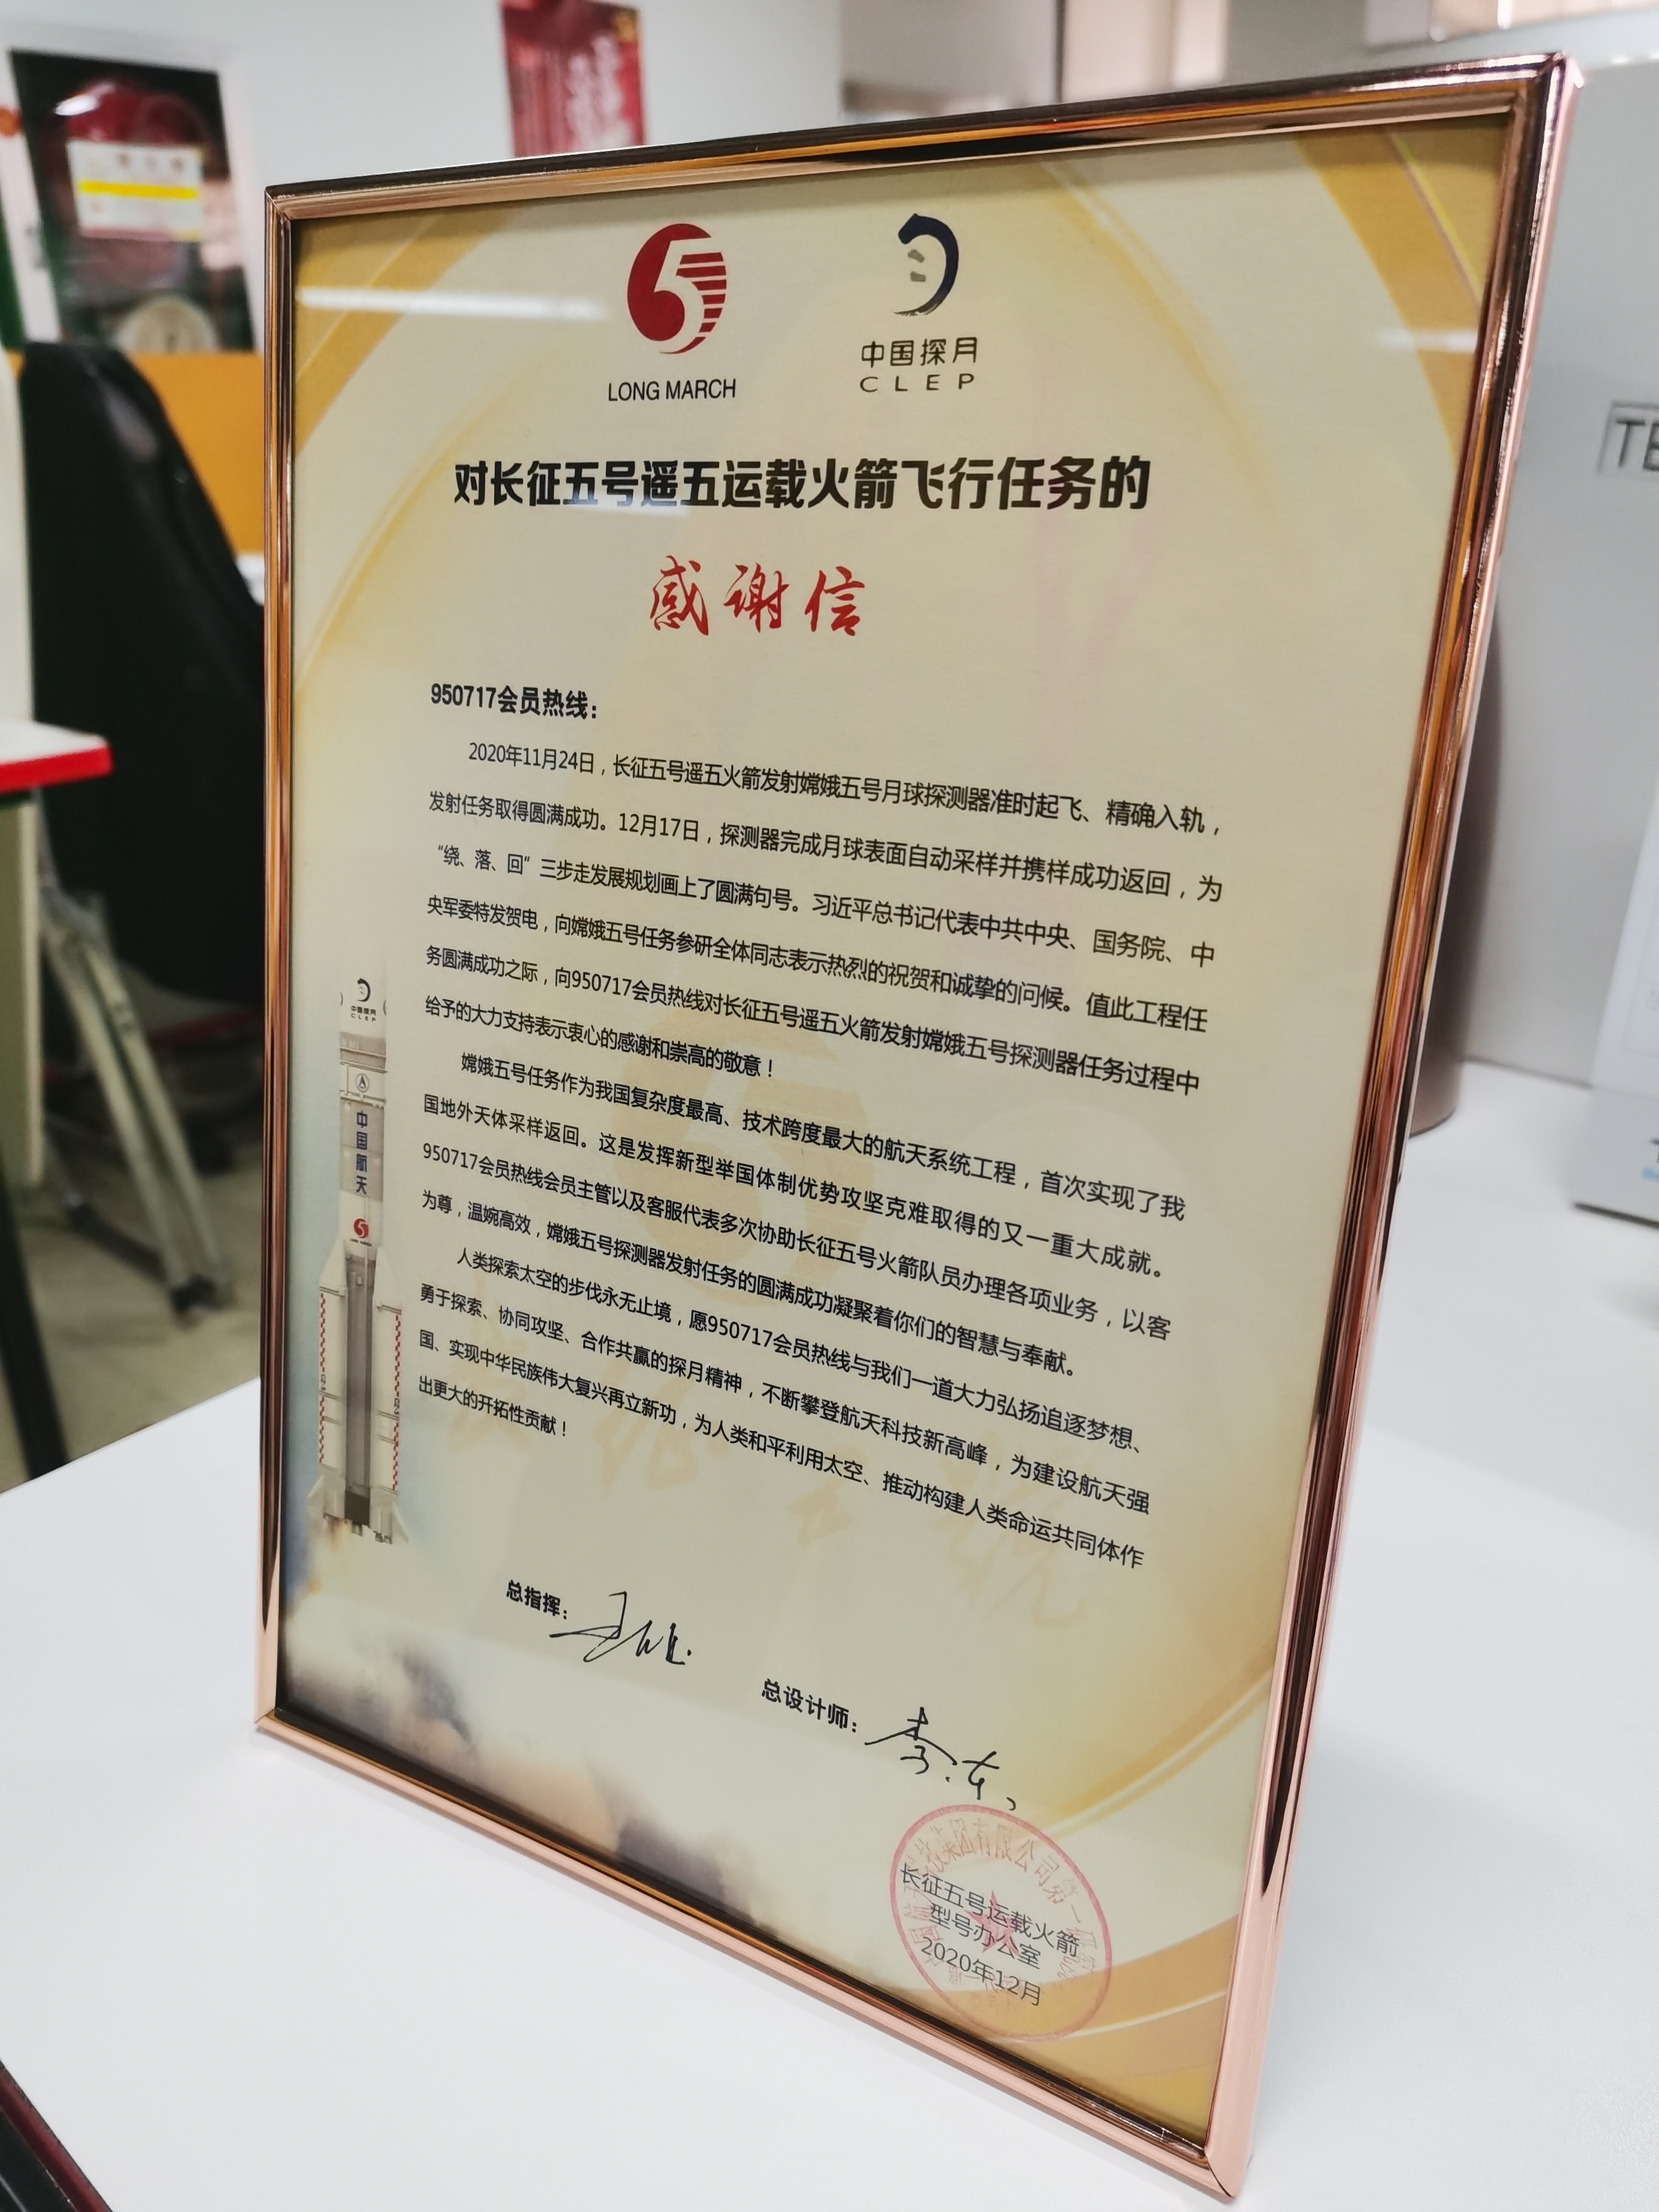 LONG MARCH
中国探月
CLEP
对长征五号遥五运载火箭飞行任务的
感谢信
950717会员热线：
2020年11月24日，长征五号遥五火箭发射嫦娥五号月球探测器准时起飞、精确入轨，
发射任务取得圆满成功。12月17日，探测器完成月球表面自动采样并携样成功返回，为
“绕、落、回”三步走发展规划画上了圆满句号。习近平总书记代表中共中央、国务院、中
央军委特发贺电，向嫦娥五号任务参研全体同志表示热烈的祝贺和诚挚的问候。值此工程任
务圆满成功之际，向950717会员热线对长征五号遥五火箭发射嫦娥五号探测器任务过程中
给予的大力支持表示衷心的感谢和崇高的敬意！
嫦娥五号任务作为我国复杂度最高、技术跨度最大的航天系统工程，首次实现了我
国地外天体采样返回。这是发挥新型举国体制优势攻坚克难取得的又一重大成就。
950717会员热线会员主管以及客服代表多次协助长征五号火箭队员办理各项业务，以客
为尊，温婉高效，嫦娥五号探测器发射任务的圆满成功凝聚着你们的智慧与奉献。
人类探索太空的步伐永无止境，愿950717会员热线与我们一道大力弘扬追逐梦想、
勇于探索、协同攻坚、合作共赢的探月精神，不断攀登航天科技新高峰，为建设航天强
国、实现中华民族伟大复兴再立新功，为人类和平利用太空、推动构建人类命运共同体作
出更大的开拓性贡献！
中国探月
CLEP
中国航天
总指挥：
总设计师：李东
长征五号运载火箭
型号办公室
2020年12月
TE